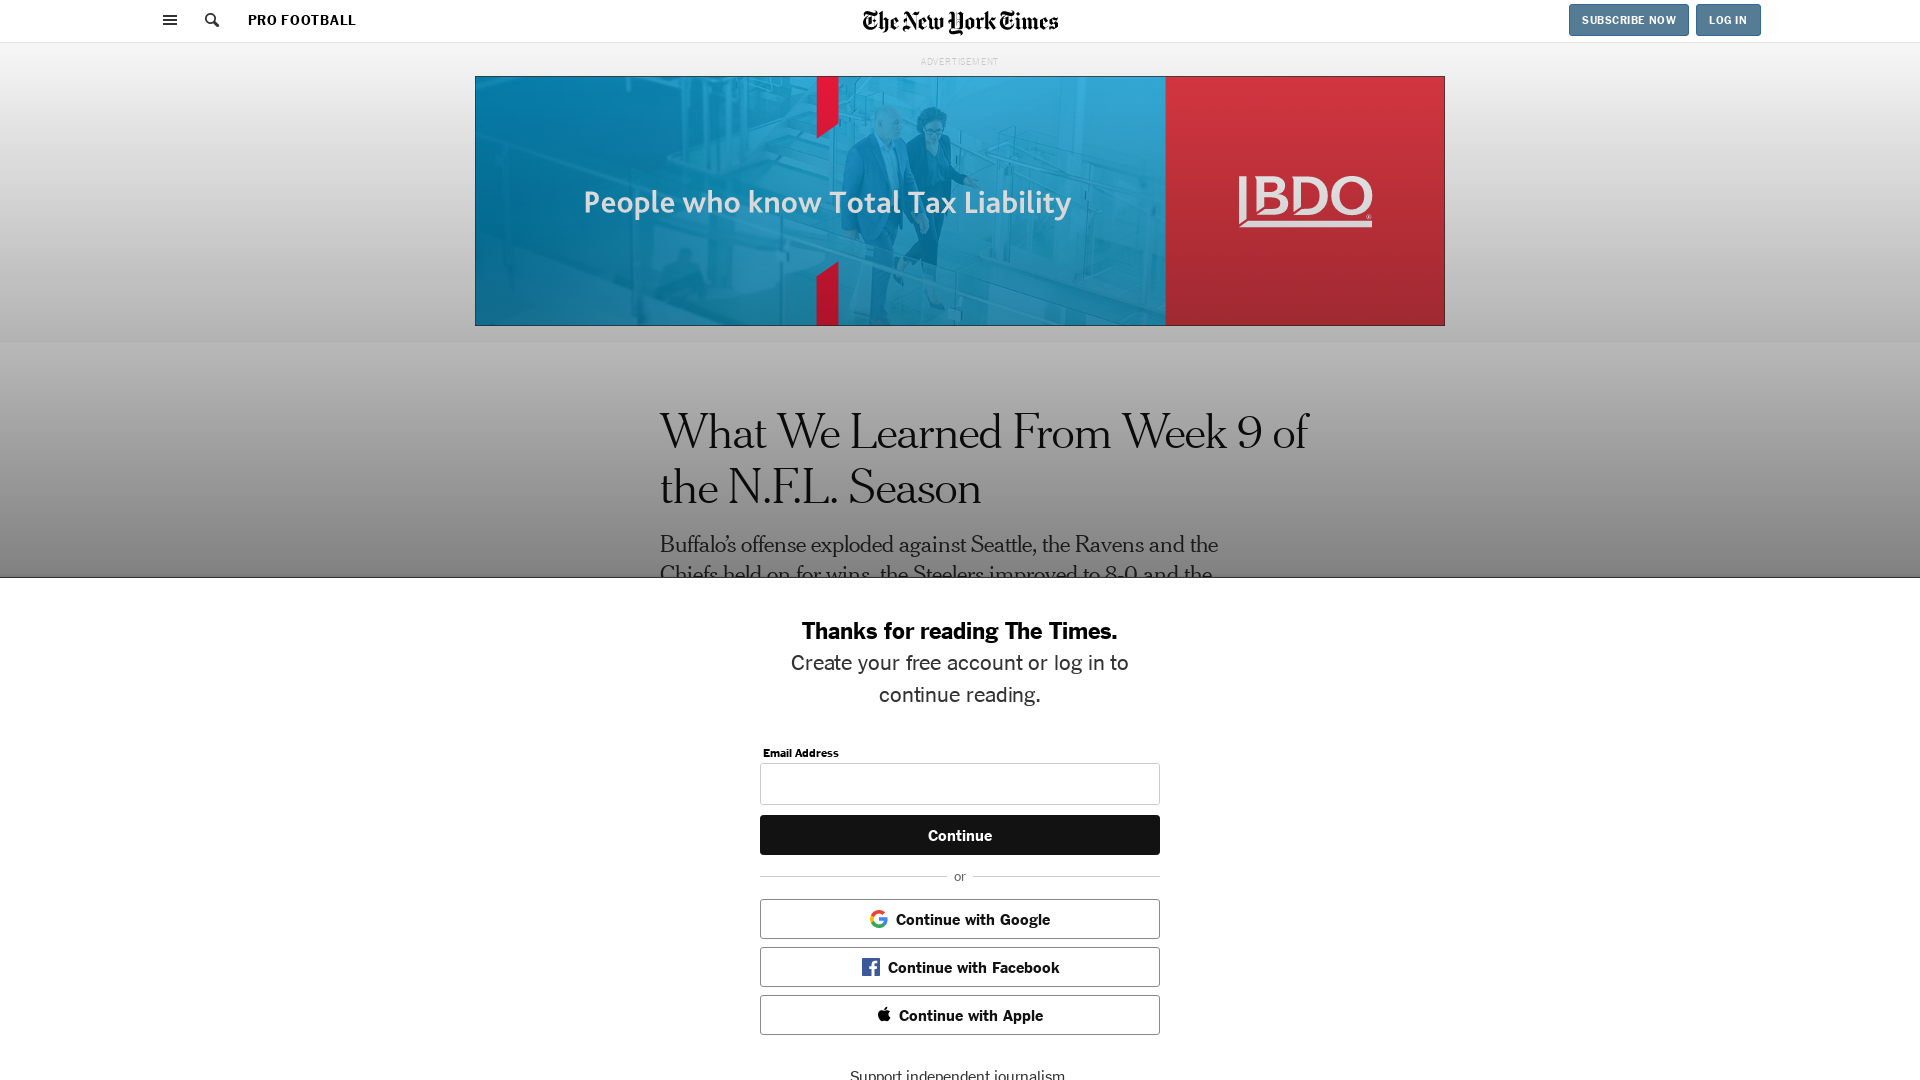 PRO FOOTBALL
The New York Times
SUBSCRIBE NOW
LOG IN
ADVERTISEMENT
People who know Total Tax Liability
BDO
What We Learned From Week 9 of
the N.F.L. Season
Buffalo’s offense exploded against Seattle, the Ravens and the
Chiefs held on for wins, the Steelers improved to 8-0 and the
Thanks for reading The Times.
Create your free account or log in to
continue reading.
Email Address
Continue
or
Continue with Google
Continue with Facebook
Continue with Apple
Support independent journalism